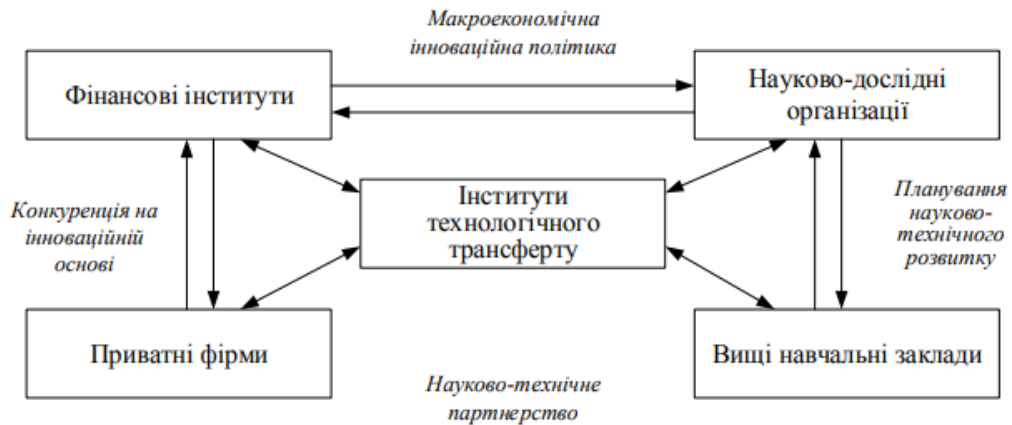 Макроекономічна
інноваційна політика
Фінансові інститути
Науково-дослідні
організації
Інститути
технологічного
трансферту
Конкуренція на
інноваційній
основі
Планування
науково-
технічного
розвитку
Приватні фірми
Вищі навчальні заклади
Науково-технічне
партнерство